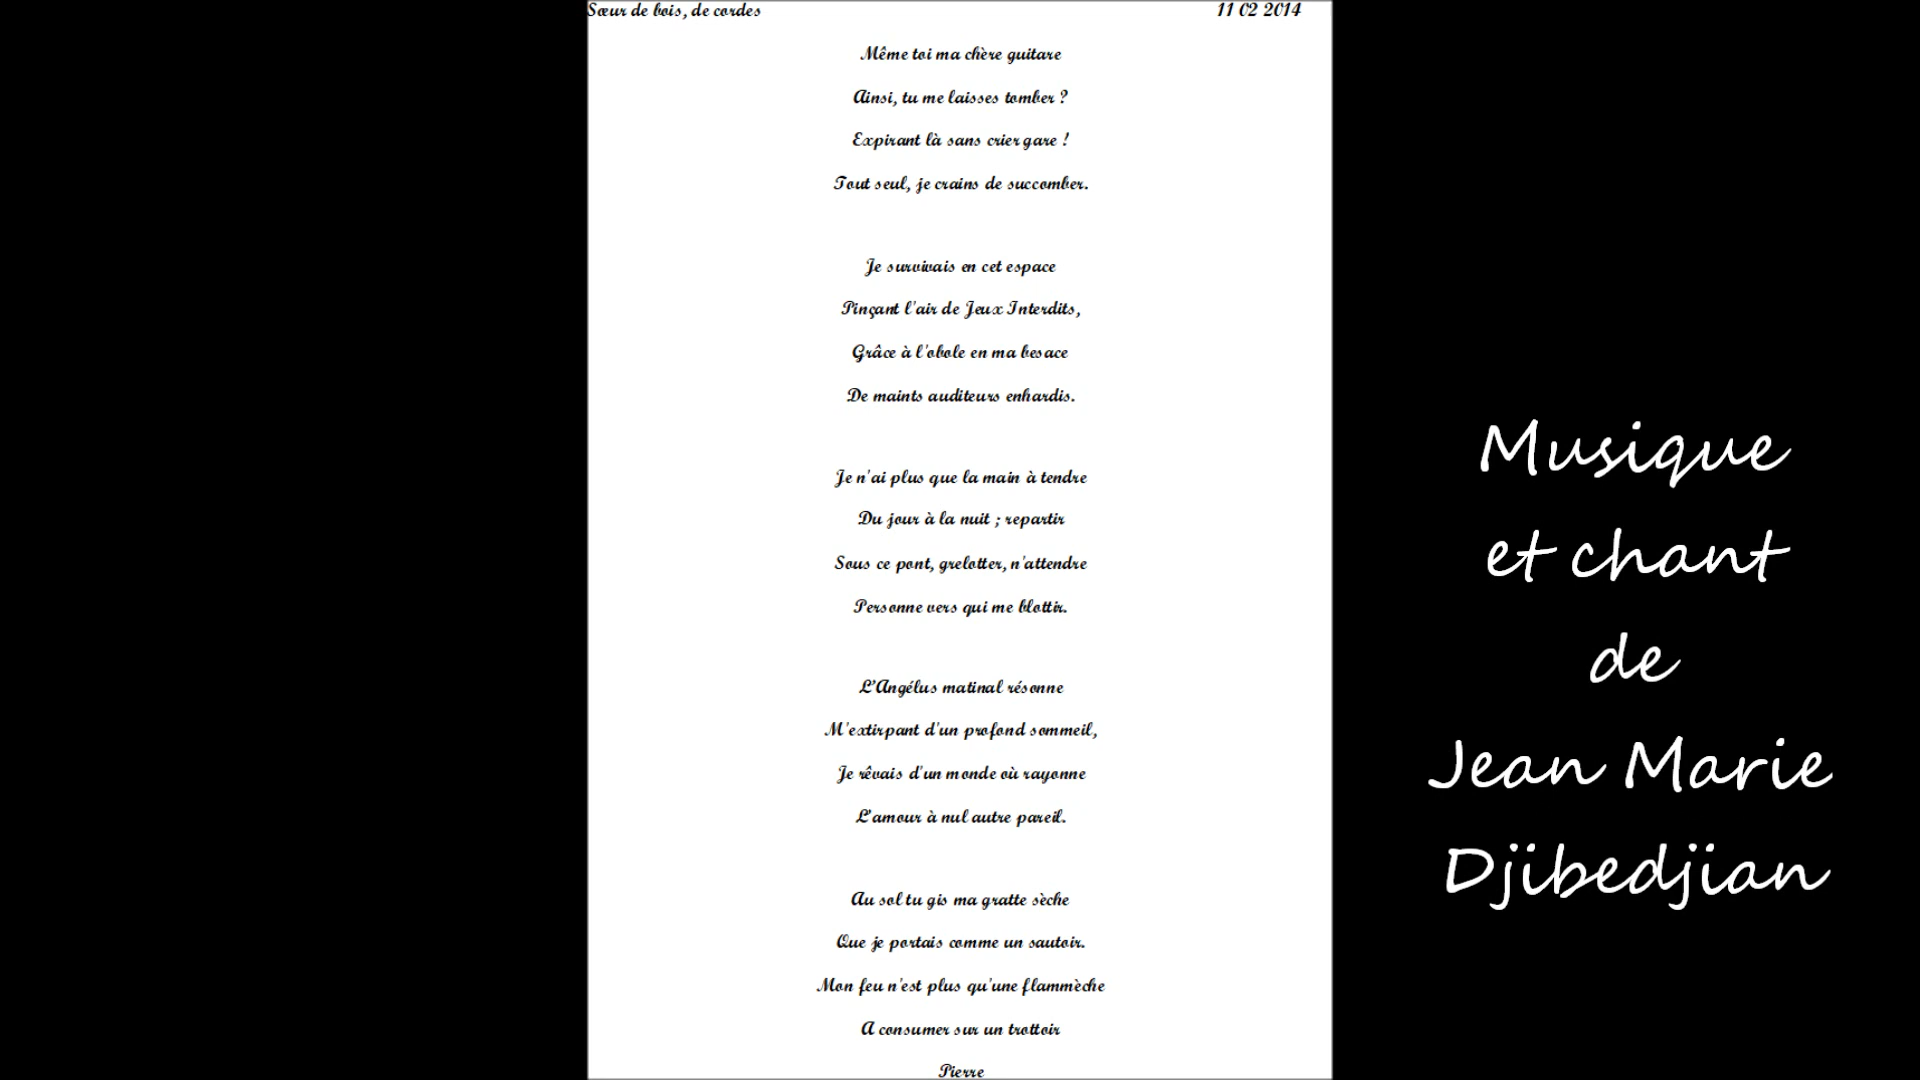 Sœur de bois, de cordes 11 02 2014
Même toi ma chère guitare
Ainsi, tu me laisses tomber ?
Expirant là sans crier gare !
Tout seul, je crains de succomber.
Je survivais en cet espace
Pinçant l'air de Jeux Interdits,
Grâce à l'obole en ma besace
De maints auditeurs enhardis.
Je n'ai plus que la main à tendre
Du jour à la nuit ; repartir
Sous ce pont, grelotter, n'attendre
Personne vers qui me blottir.
L'Angélus matinal résonne
M'extirpant d'un profond sommeil,
Je rêvais d'un monde où rayonne
L'amour à nul autre pareil.
Au sol tu gis ma gratte sèche
Que je portais comme un sautoir.
Mon feu n'est plus qu'une flammèche
A consumer sur un trottoir
Pierre
Musique
et chant
de
Jean Marie
Djibedjian